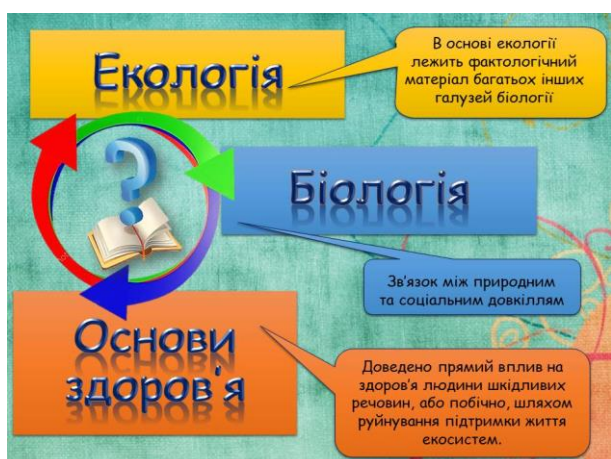 Екологія
В основі екології
лежить фактологічний
матеріал багатьох інших
галузей біології
Біологія
Зв'язок між природним
та соціальним довкіллям
Основи
здоров'я
Доведено прямий вплив на
здоров'я людини шкідливих
речовин, або побічно, шляхом
руйнування підтримки життя
екосистем.